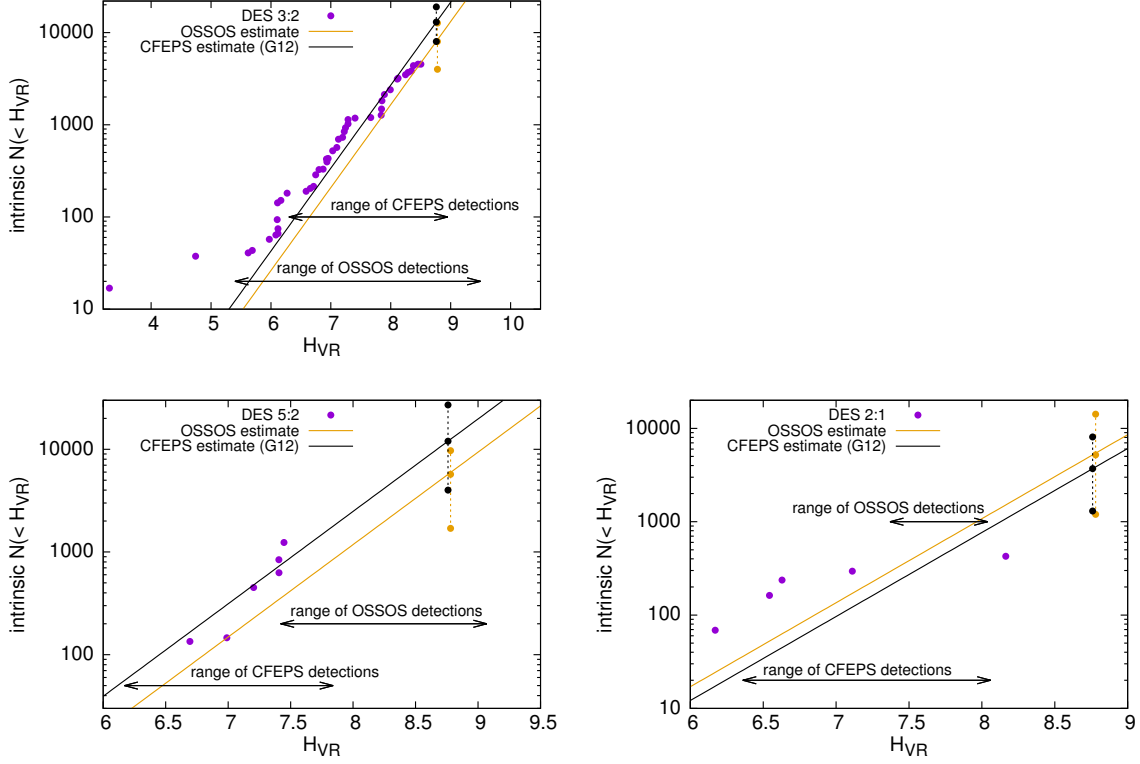 DES 3:2
OSSOS estimate
CFEPS estimate (G12)
10000
1000
100
10
intrinsic N(< H_VR)
range of CFEPS detections
range of OSSOS detections
4 5 6 7 8 9 10
H_VR
DES 5:2
OSSOS estimate
CFEPS estimate (G12)
10000
1000
100
intrinsic N(< H_VR)
range of OSSOS detections
range of CFEPS detections
6 6.5 7 7.5 8 8.5 9 9.5
H_VR
DES 2:1
OSSOS estimate
CFEPS estimate (G12)
10000
1000
100
10
intrinsic N(< H_VR)
range of OSSOS detections
range of CFEPS detections
6 6.5 7 7.5 8 8.5 9
H_VR